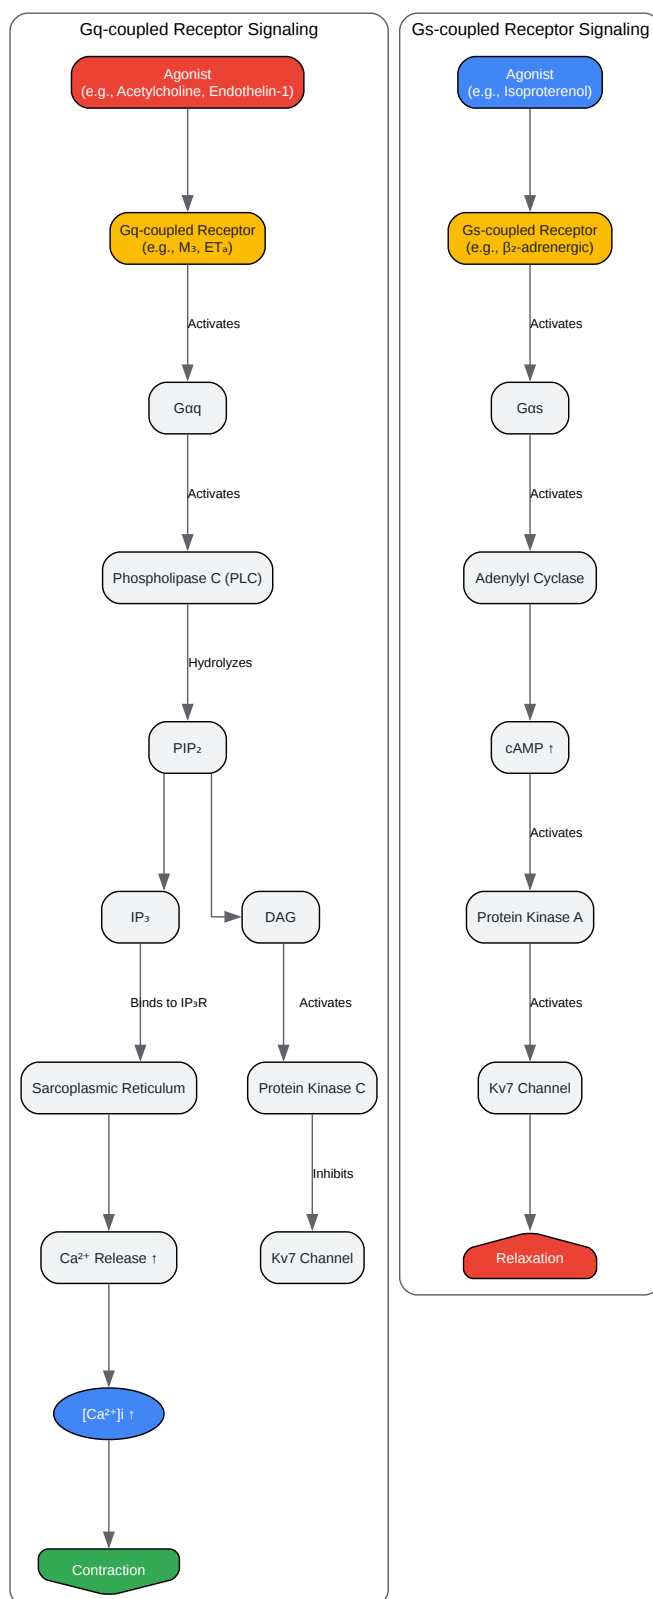 Gq-coupled Receptor Signaling
Agonist
(e.g., Acetylcholine, Endothelin-1)
Gq-coupled Receptor
(e.g., M₃, ETₐ)
Activates
Gαq
Activates
Phospholipase C (PLC)
Hydrolyzes
PIP₂
IP₃
DAG
Binds to IP₃R
Activates
Sarcoplasmic Reticulum
Protein Kinase C
Inhibits
Ca²⁺ Release ↑
Kv7 Channel
[Ca²⁺]i ↑
Contraction
Gs-coupled Receptor Signaling
Agonist
(e.g., Isoproterenol)
Gs-coupled Receptor
(e.g., β₂-adrenergic)
Activates
Gαs
Activates
Adenylyl Cyclase
cAMP ↑
Activates
Protein Kinase A
Activates
Kv7 Channel
Relaxation